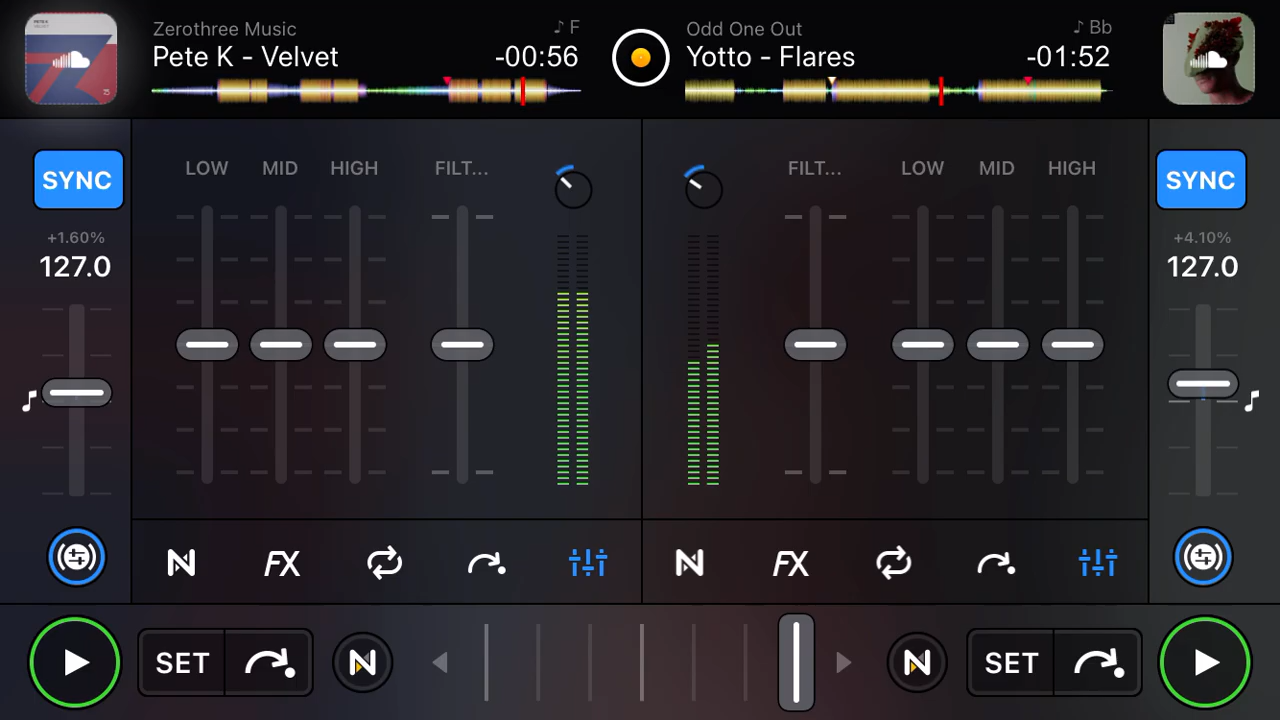 Zerothree Music
♪ F
Pete K - Velvet
-00:56
Odd One Out
♪ Bb
Yotto - Flares
-01:52
SYNC
LOW
MID
HIGH
FILT...
FILT...
LOW
MID
HIGH
SYNC
+1.60%
127.0
+4.10%
127.0
FX
FX
SET
SET